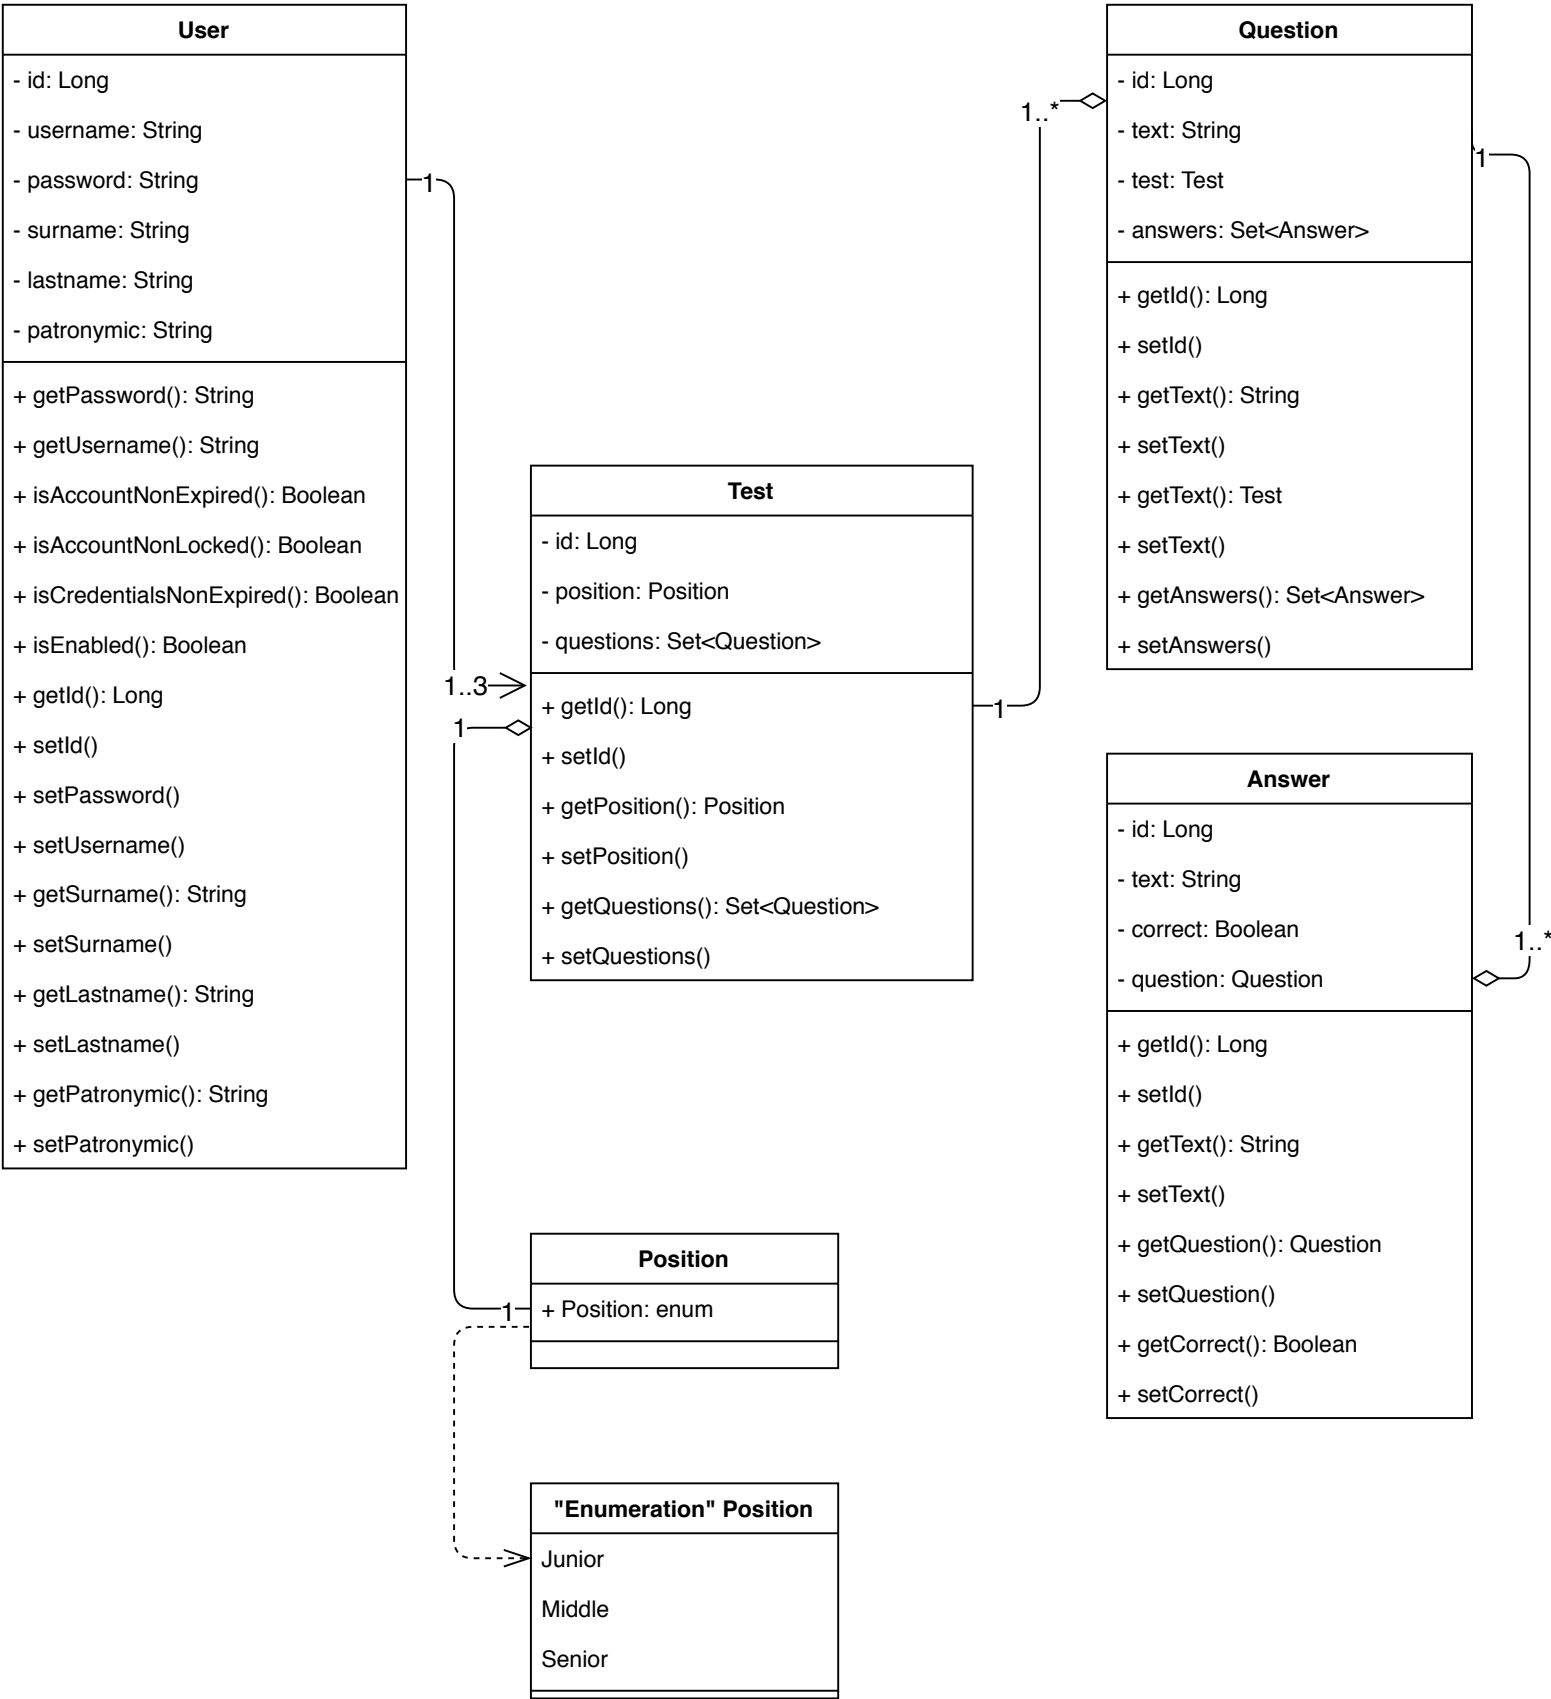 User
- id: Long
- username: String
- password: String
- surname: String
- lastname: String
- patronymic: String
+ getPassword(): String
+ getUsername(): String
+ isAccountNonExpired(): Boolean
+ isAccountNonLocked(): Boolean
+ isCredentialsNonExpired(): Boolean
+ isEnabled(): Boolean
+ getId(): Long
+ setId()
+ setPassword()
+ setUsername()
+ getSurname(): String
+ setSurname()
+ getLastname(): String
+ setLastname()
+ getPatronymic(): String
+ setPatronymic()
1
1..3
1
Test
- id: Long
- position: Position
- questions: Set<Question>
+ getId(): Long
+ setId()
+ getPosition(): Position
+ setPosition()
+ getQuestions(): Set<Question>
+ setQuestions()
1
1..*
Position
+ Position: enum
1
"Enumeration" Position
Junior
Middle
Senior
Question
- id: Long
- text: String
- test: Test
- answers: Set<Answer>
+ getId(): Long
+ setId()
+ getText(): String
+ setText()
+ getText(): Test
+ setText()
+ getAnswers(): Set<Answer>
+ setAnswers()
1
1..*
Answer
- id: Long
- text: String
- correct: Boolean
- question: Question
+ getId(): Long
+ setId()
+ getText(): String
+ setText()
+ getQuestion(): Question
+ setQuestion()
+ getCorrect(): Boolean
+ setCorrect()